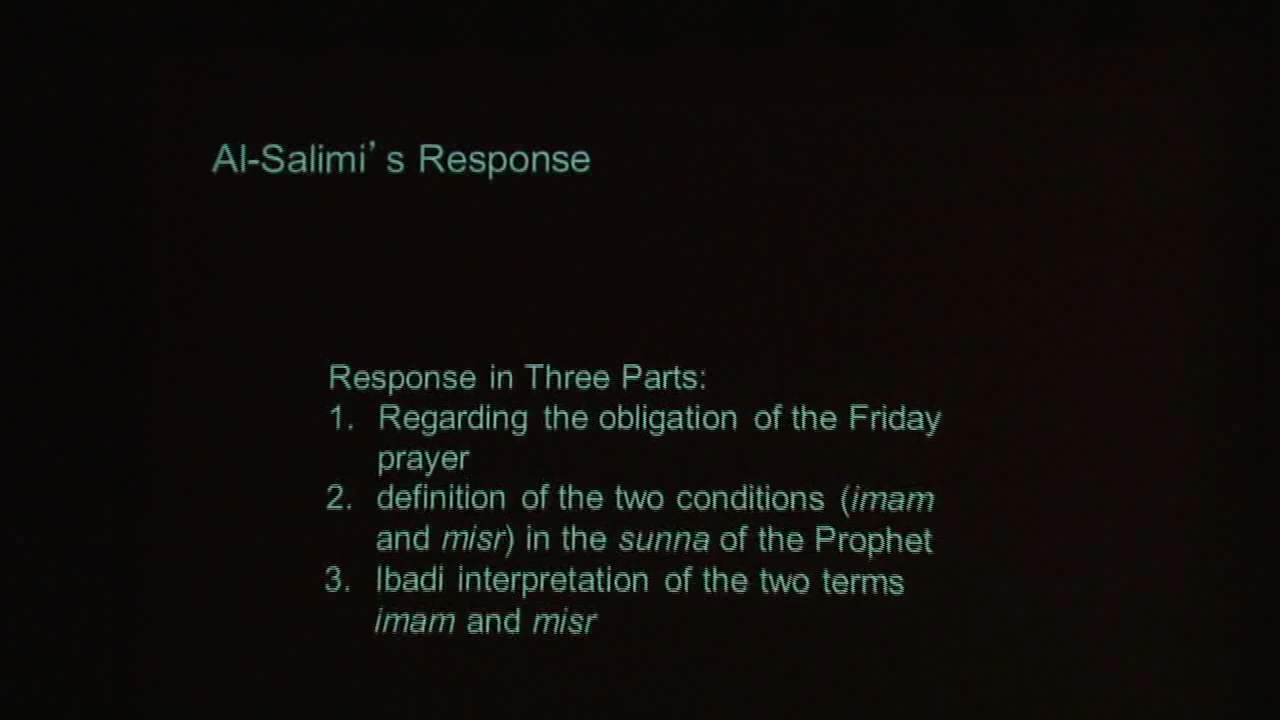 Al-Salimi’s Response
Response in Three Parts:
1. Regarding the obligation of the Friday
prayer
2. definition of the two conditions (imam
and misr) in the sunna of the Prophet
3. Ibadi interpretation of the two terms
imam and misr